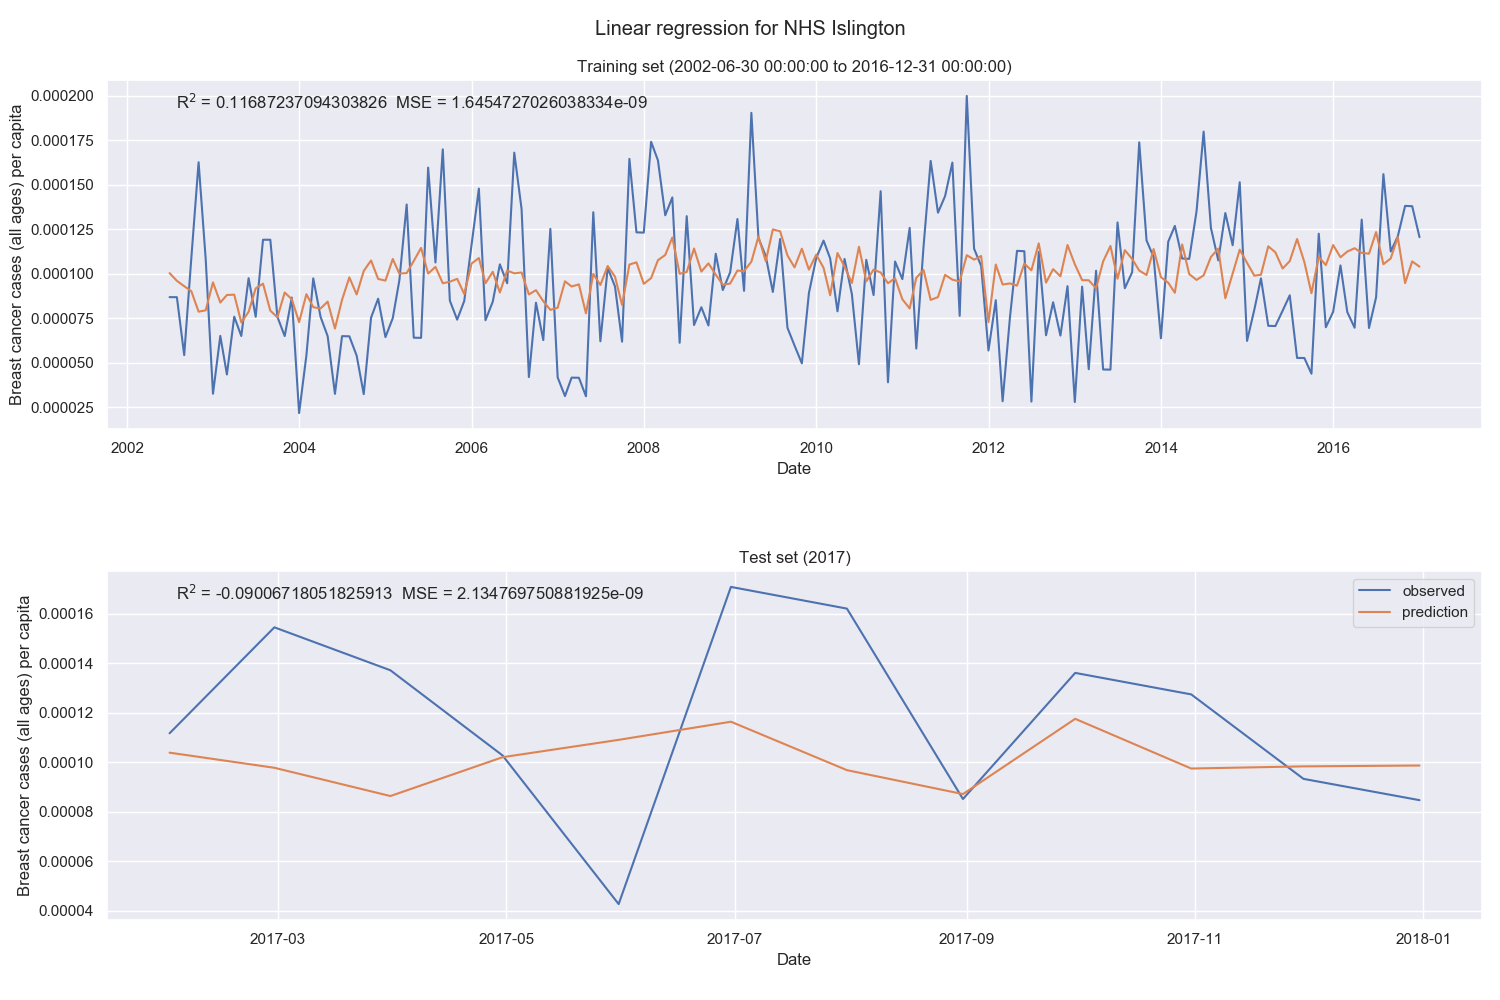 Linear regression for NHS Islington
Training set (2002-06-30 00:00:00 to 2016-12-31 00:00:00)
R² = 0.11687237094303826 MSE = 1.6454727026038334e-09
Breast cancer cases (all ages) per capita
0.000200
0.000175
0.000150
0.000125
0.000100
0.000075
0.000050
0.000025
2002 2004 2006 2008 2010 2012 2014 2016
Date
Test set (2017)
R² = -0.09006718051825913 MSE = 2.134769750881925e-09
observed
prediction
Breast cancer cases (all ages) per capita
0.00016
0.00014
0.00012
0.00010
0.00008
0.00006
0.00004
2017-03 2017-05 2017-07 2017-09 2017-11 2018-01
Date